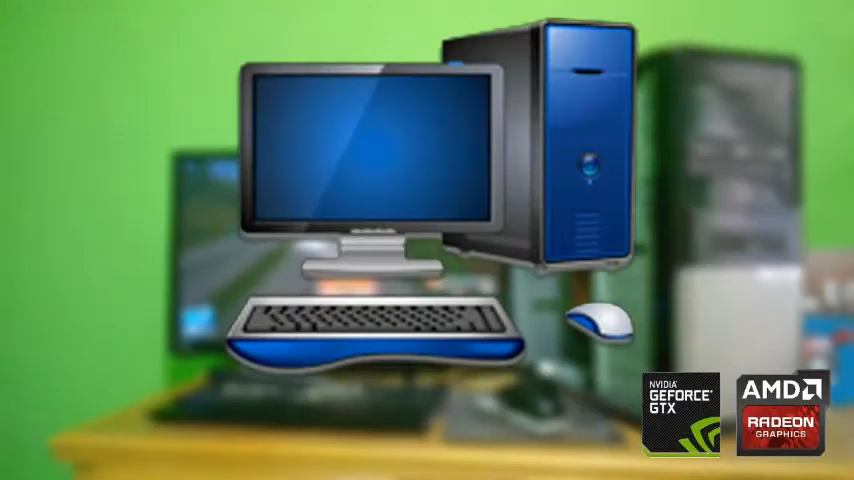 NVIDIA
GEFORCE
GTX
AMD
RADEON
GRAPHICS